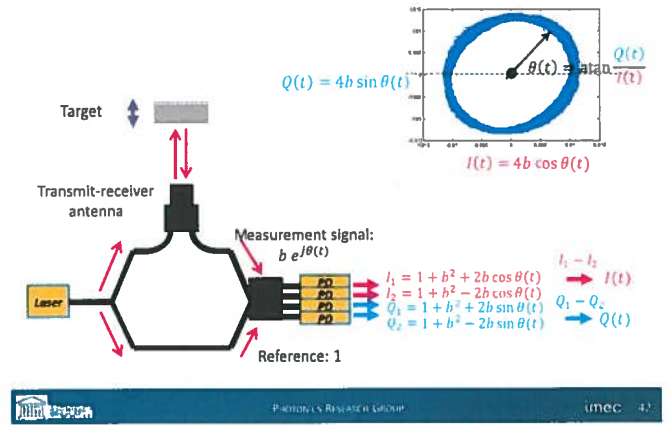 Q(t) = 4b sin θ(t)
θ(t) = atan Q(t)/I(t)
I(t) = 4b cos θ(t)
Target
Transmit-receiver
antenna
Measurement signal:
b e^{jθ(t)}
Laser
PD
PD
PD
PD
I₁ = 1 + b² + 2b cos θ(t)
I₂ = 1 + b² − 2b cos θ(t)
Q₁ = 1 + b² + 2b sin θ(t)
Q₂ = 1 + b² − 2b sin θ(t)
I₁ − I₂
I(t)
Q₁ − Q₂
Q(t)
Reference: 1
PHOTONICS RESEARCH GROUP
imec 42